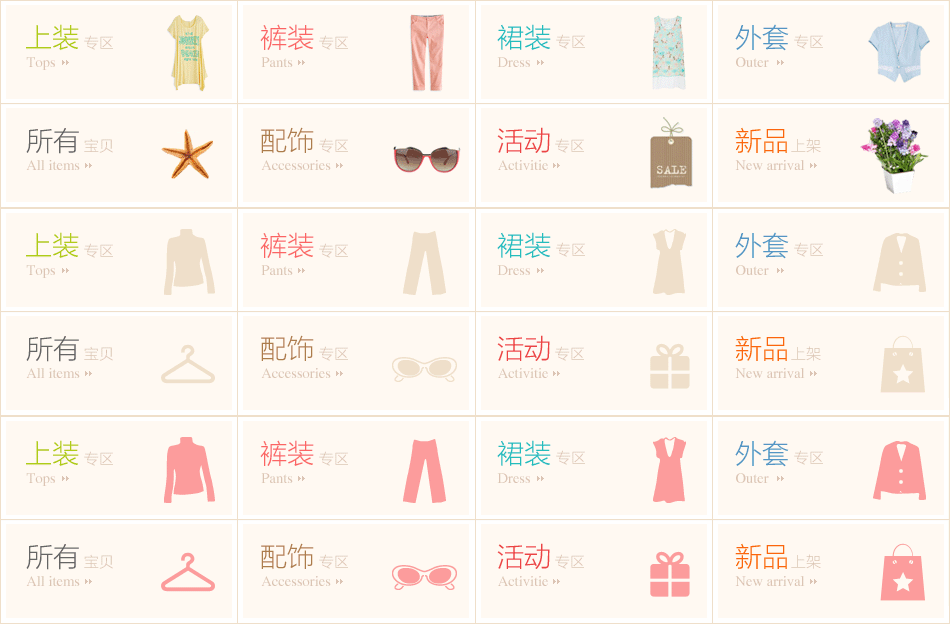 上装 专区
Tops
裤装 专区
Pants
裙装 专区
Dress
外套 专区
Outer
所有 宝贝
All items
配饰 专区
Accessories
活动 专区
Activitie
SALE
新品 上架
New arrival
上装 专区
Tops
裤装 专区
Pants
裙装 专区
Dress
外套 专区
Outer
所有 宝贝
All items
配饰 专区
Accessories
活动 专区
Activitie
新品 上架
New arrival
上装 专区
Tops
裤装 专区
Pants
裙装 专区
Dress
外套 专区
Outer
所有 宝贝
All items
配饰 专区
Accessories
活动 专区
Activitie
新品 上架
New arrival